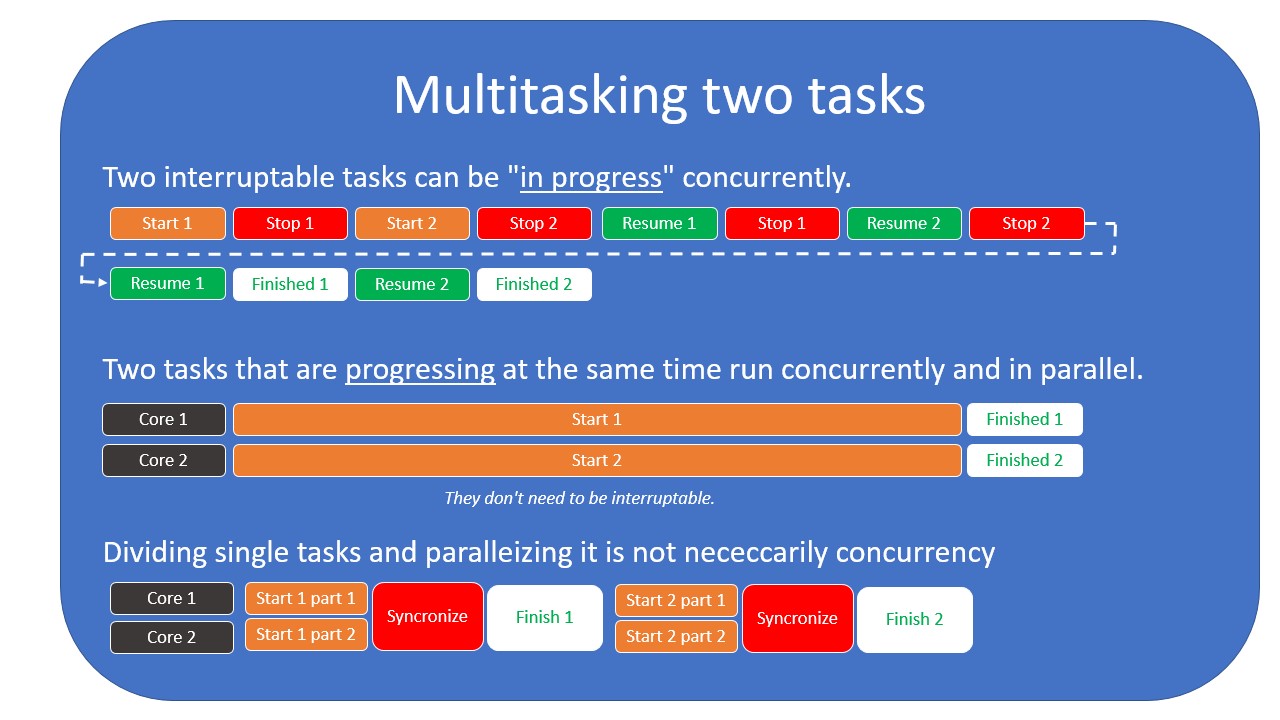 Multitasking two tasks
Two interruptable tasks can be "in progress" concurrently.
Start 1 Stop 1 Start 2 Stop 2 Resume 1 Stop 1 Resume 2 Stop 2
Resume 1 Finished 1 Resume 2 Finished 2
Two tasks that are progressing at the same time run concurrently and in parallel.
Core 1 Start 1 Finished 1
Core 2 Start 2 Finished 2
They don't need to be interruptable.
Dividing single tasks and paralleizing it is not nececcarily concurrency
Core 1 Start 1 part 1 Start 2 part 1
Syncronize Finish 1 Syncronize Finish 2
Core 2 Start 1 part 2 Start 2 part 2